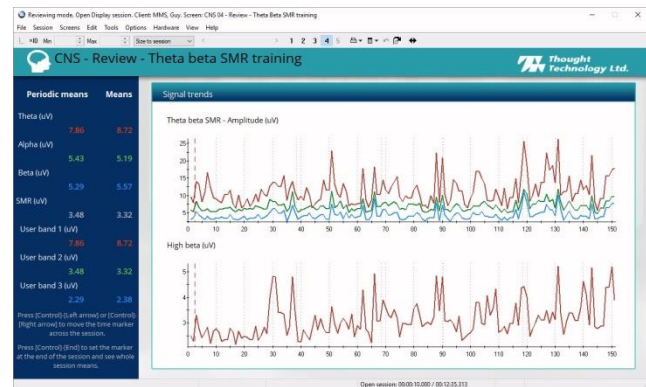 Reviewing mode, Open Display session. Client: MMS, Guy. Screen: CNS 04 - Review - Theta Beta SMR training
File Session Screens Edit Tools Options Hardware View Help
×10 Min Max Size to session 1 2 3 4 5
CNS - Review - Theta beta SMR training
Thought
Technology Ltd.
Periodic means Means
Theta (uV)
7.86 8.72
Alpha (uV)
5.43 5.19
Beta (uV)
5.29 5.57
SMR (uV)
3.48 3.32
User band 1 (uV)
7.86 8.72
User band 2 (uV)
3.48 3.32
User band 3 (uV)
2.29 2.38
Press [Control]-[Left arrow] or [Control]-
[Right arrow] to move the time marker
across the session.
Press [Control]-[End] to set the marker
at the end of the session and see whole
session means.
Signal trends
Theta beta SMR - Amplitude (uV)
25
20
15
10
5
0 10 20 30 40 50 60 70 80 90 100 110 120 130 140 150
High beta (uV)
5
4
3
0 10 20 30 40 50 60 70 80 90 100 110 120 130 140 150
Open session: 00:00:10.000 / 00:12:35.313